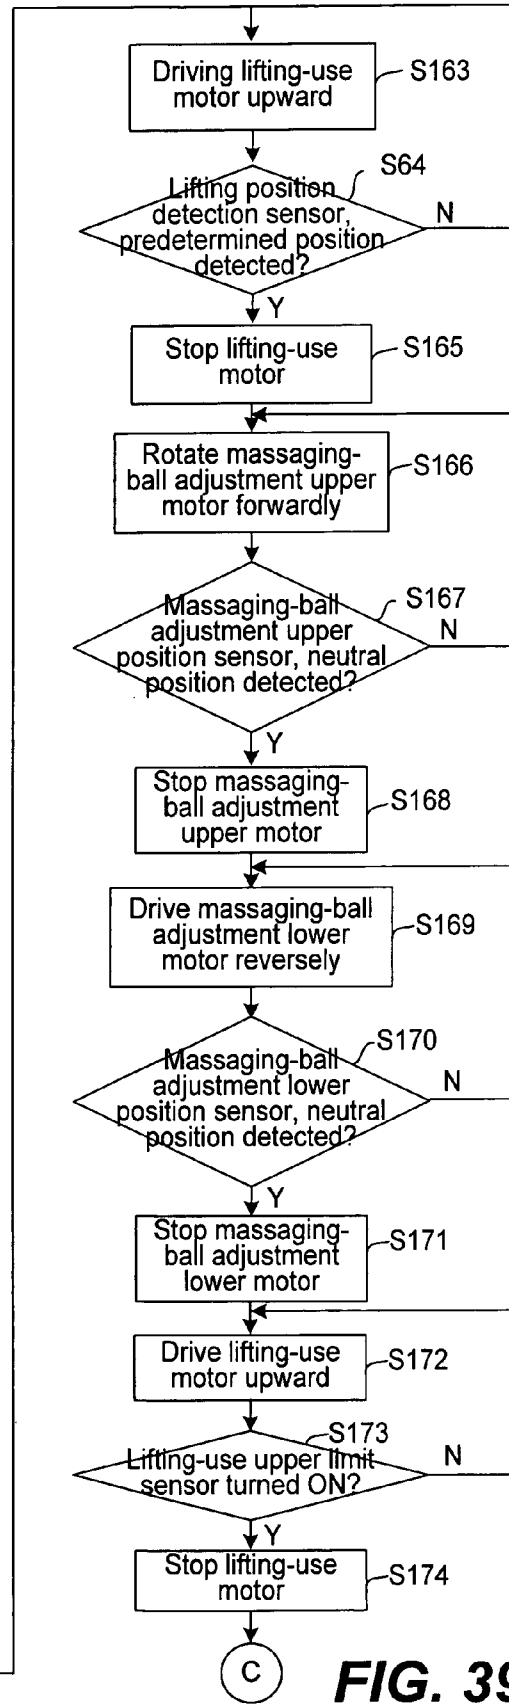 Driving lifting-use
motor upward
S163
S64
Lifting position
detection sensor,
predetermined position
detected?
N
Y
Stop lifting-use
motor
S165
Rotate massaging-
ball adjustment upper
motor forwardly
S166
S167
Massaging-ball
adjustment upper
position sensor, neutral
position detected?
N
Y
Stop massaging-
ball adjustment
upper motor
S168
Drive massaging-ball
adjustment lower
motor reversely
S169
S170
Massaging-ball
adjustment lower
position sensor, neutral
position detected?
N
Y
Stop massaging-
ball adjustment
lower motor
S171
Drive lifting-use
motor upward
S172
S173
Lifting-use upper limit
sensor turned ON?
N
Y
Stop lifting-use
motor
S174
C
FIG. 39